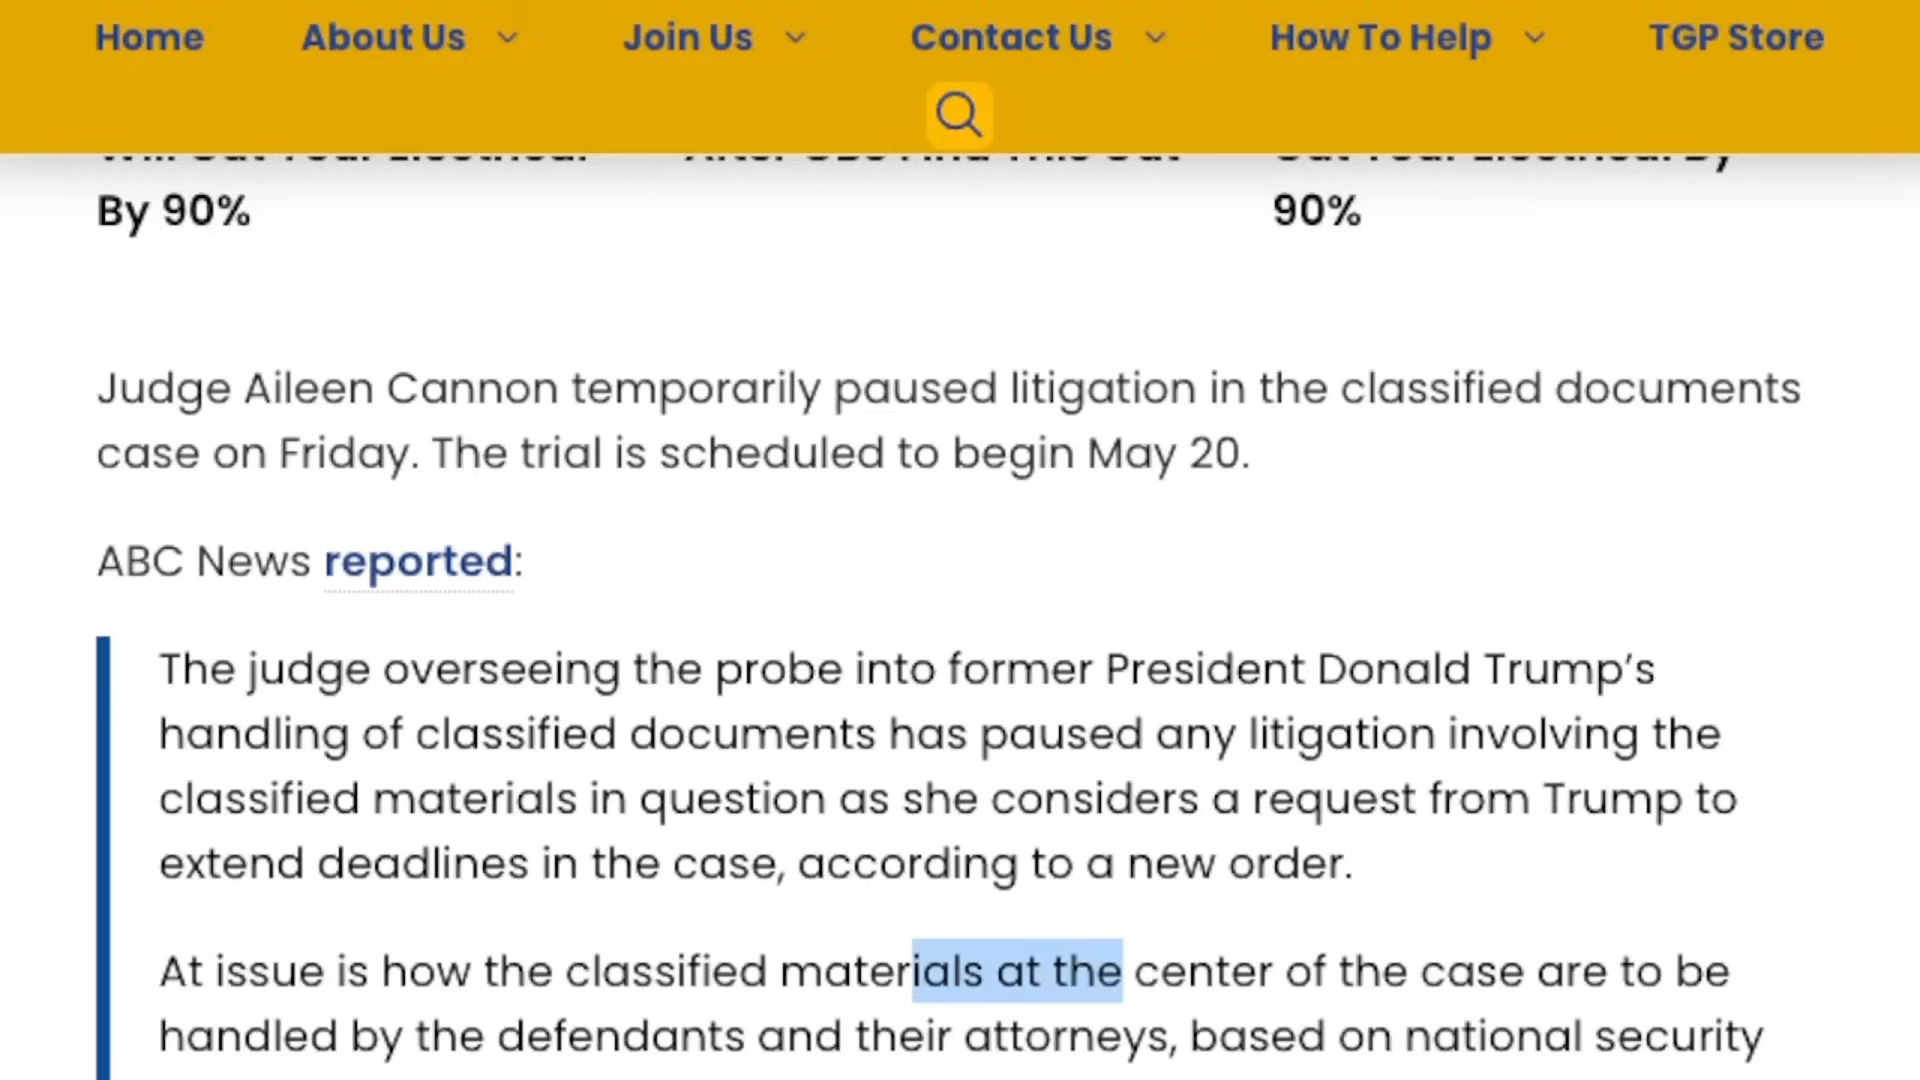 Home About Us Join Us Contact Us How To Help TGP Store
By 90% 90%
Judge Aileen Cannon temporarily paused litigation in the classified documents
case on Friday. The trial is scheduled to begin May 20.
ABC News reported:
The judge overseeing the probe into former President Donald Trump’s
handling of classified documents has paused any litigation involving the
classified materials in question as she considers a request from Trump to
extend deadlines in the case, according to a new order.
At issue is how the classified materials at the center of the case are to be
handled by the defendants and their attorneys, based on national security